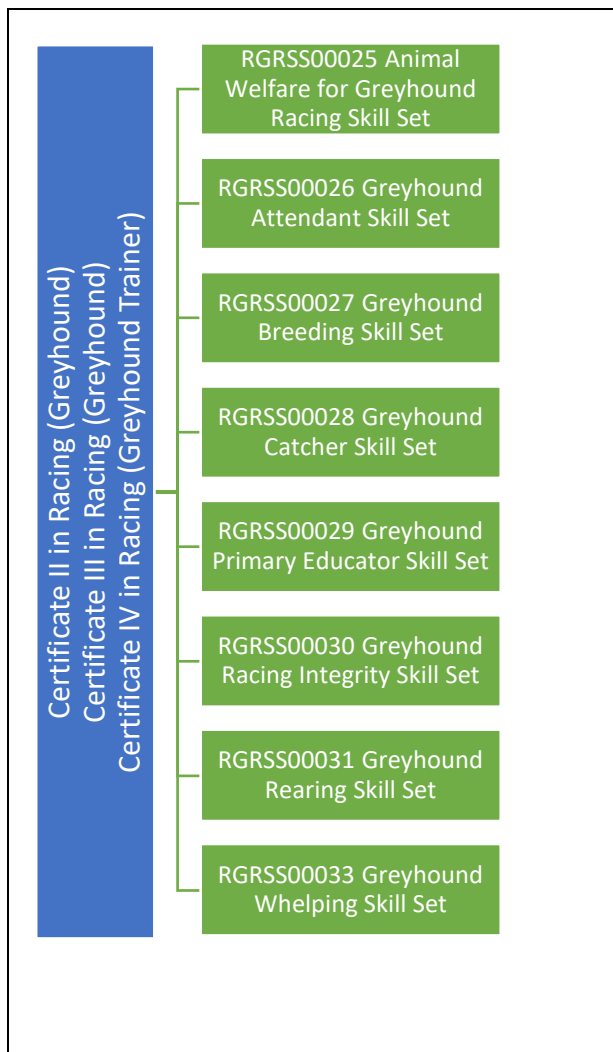 Certificate II in Racing (Greyhound)
Certificate III in Racing (Greyhound)
Certificate IV in Racing (Greyhound Trainer)
RGRSS00025 Animal
Welfare for Greyhound
Racing Skill Set
RGRSS00026 Greyhound
Attendant Skill Set
RGRSS00027 Greyhound
Breeding Skill Set
RGRSS00028 Greyhound
Catcher Skill Set
RGRSS00029 Greyhound
Primary Educator Skill Set
RGRSS00030 Greyhound
Racing Integrity Skill Set
RGRSS00031 Greyhound
Rearing Skill Set
RGRSS00033 Greyhound
Whelping Skill Set